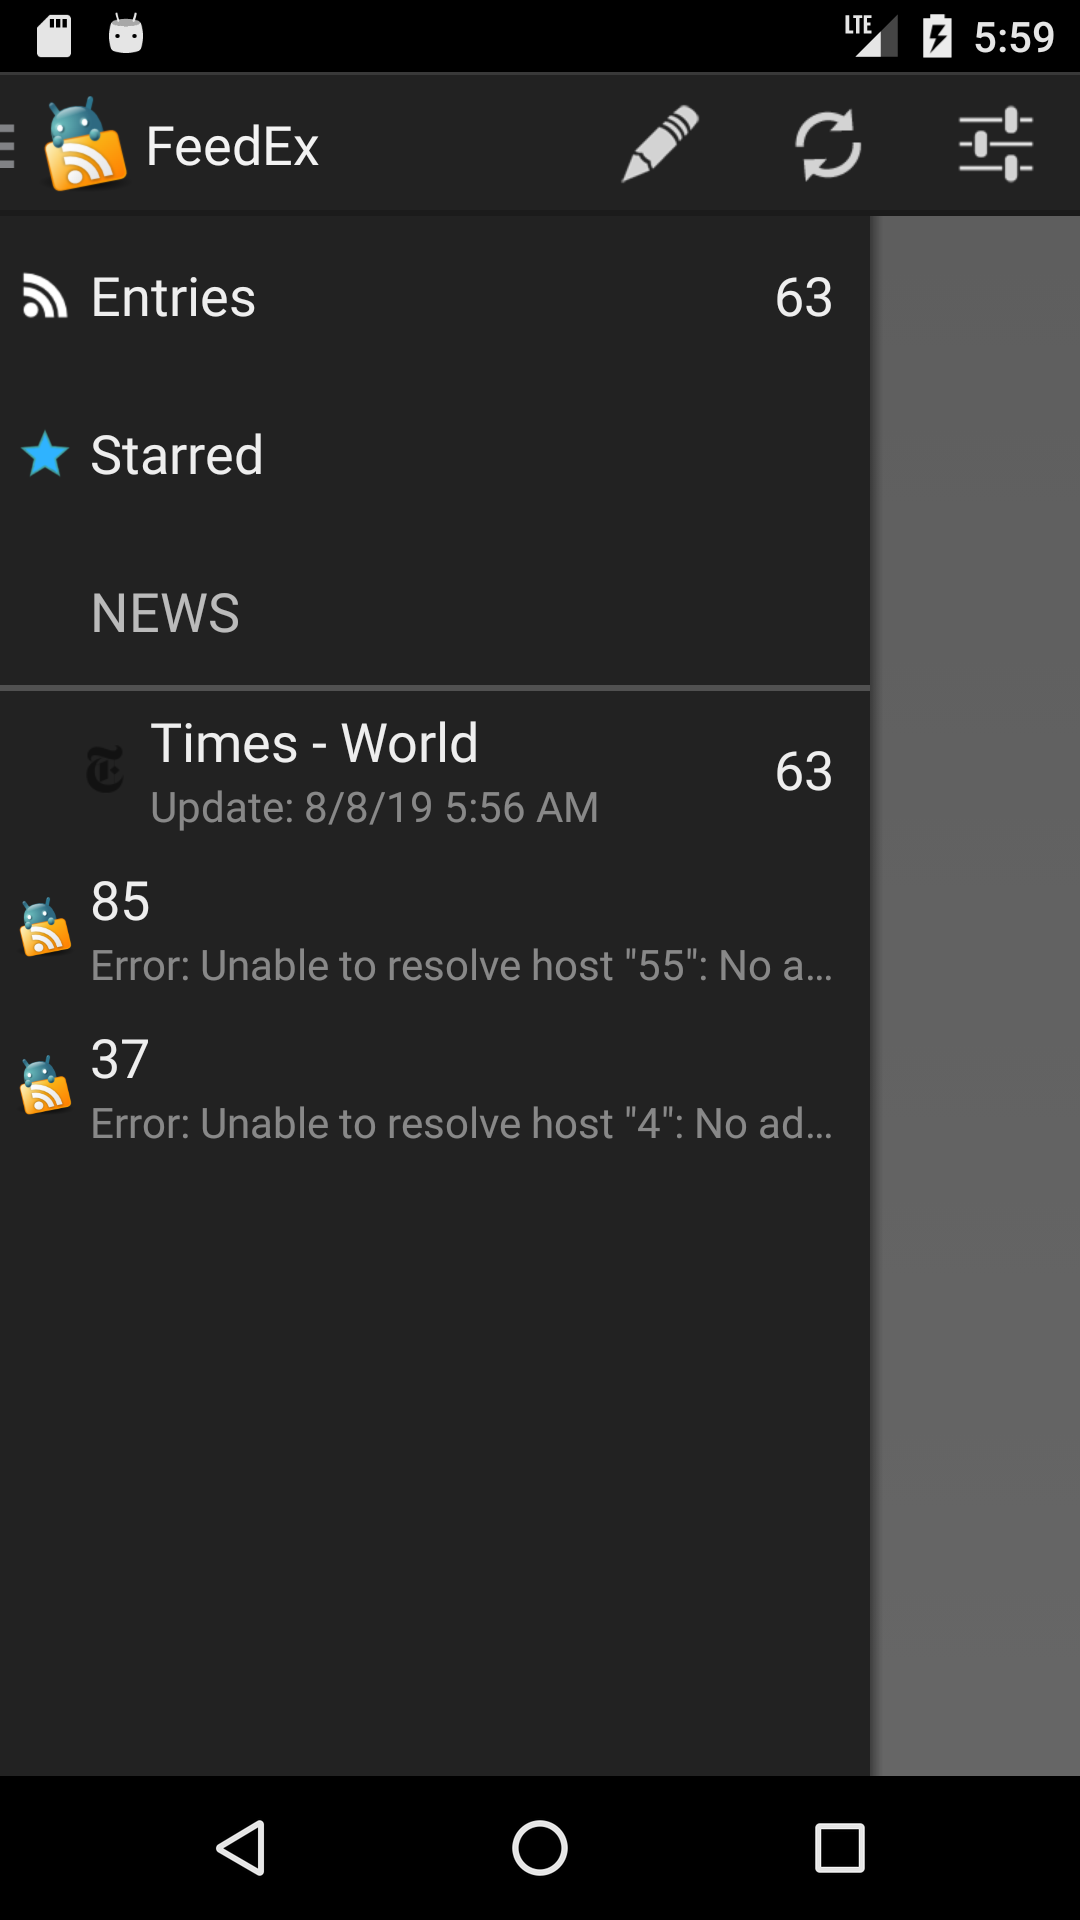 LTE 5:59
FeedEx
Entries 63
Starred
NEWS
Times - World 63
Update: 8/8/19 5:56 AM
85
Error: Unable to resolve host "55": No a...
37
Error: Unable to resolve host "4": No ad...